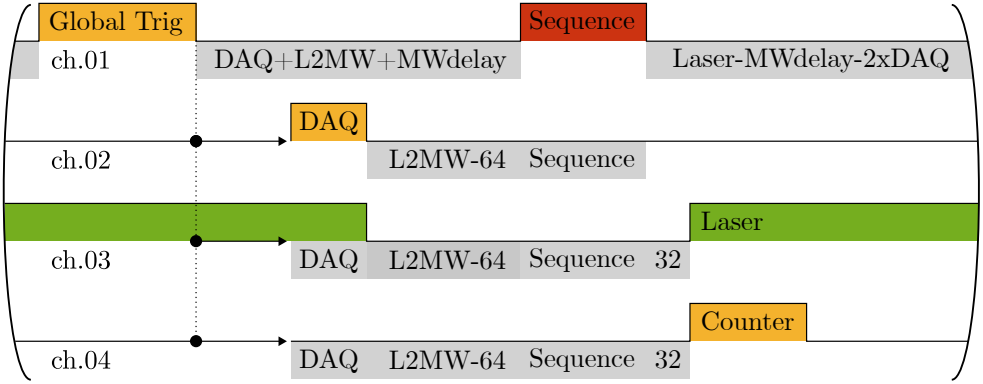 Global Trig
Sequence
ch.01
DAQ+L2MW+MWdelay
Laser-MWdelay-2xDAQ
DAQ
ch.02
L2MW-64
Sequence
Laser
ch.03
DAQ
L2MW-64
Sequence
32
Counter
ch.04
DAQ
L2MW-64
Sequence
32